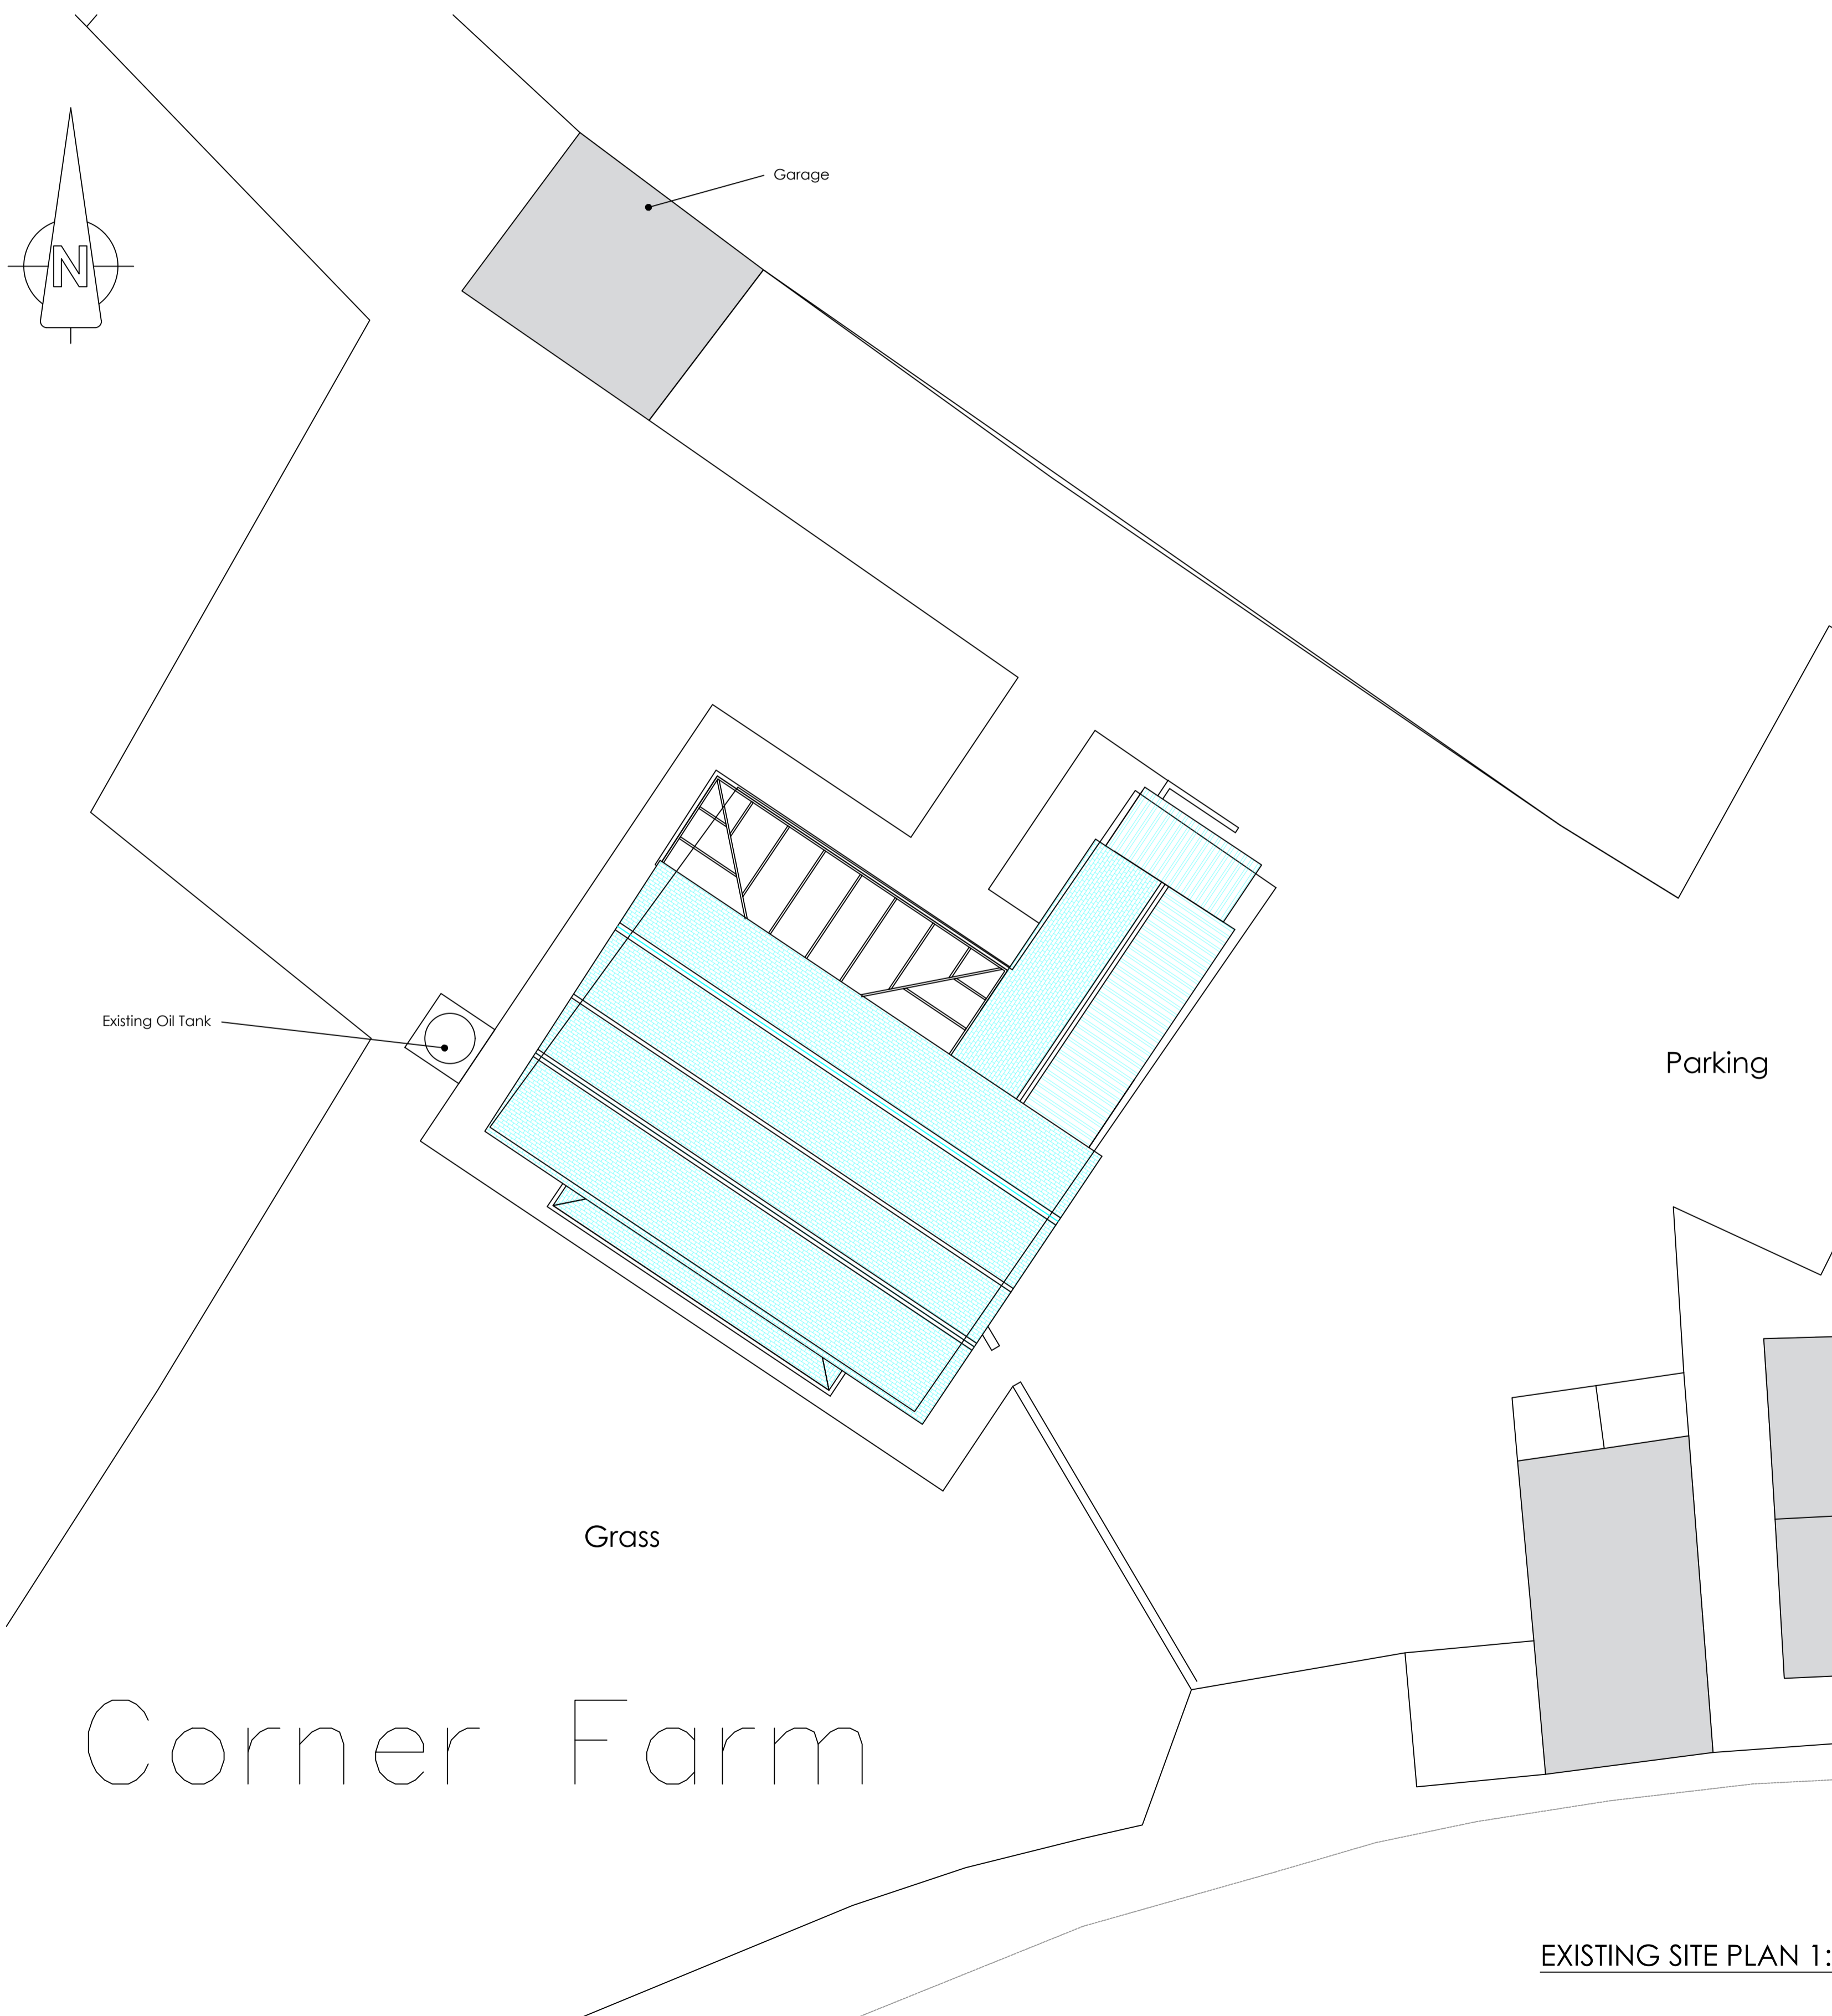 Garage
N
Existing Oil Tank
Parking
Grass
Corner Farm
EXISTING SITE PLAN 1: